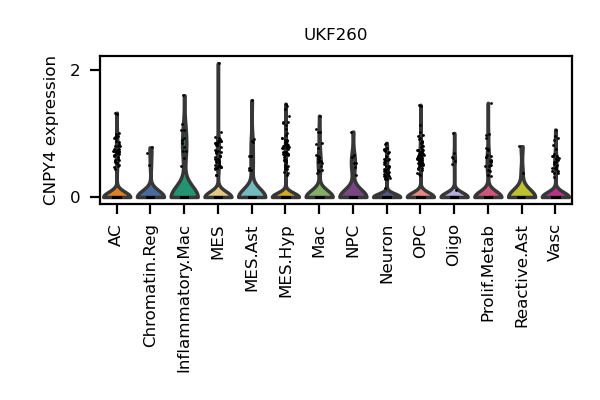 UKF260
CNPY4 expression
2
0
AC
Chromatin.Reg
Inflammatory.Mac
MES
MES.Ast
MES.Hyp
Mac
NPC
Neuron
OPC
Oligo
Prolif.Metab
Reactive.Ast
Vasc